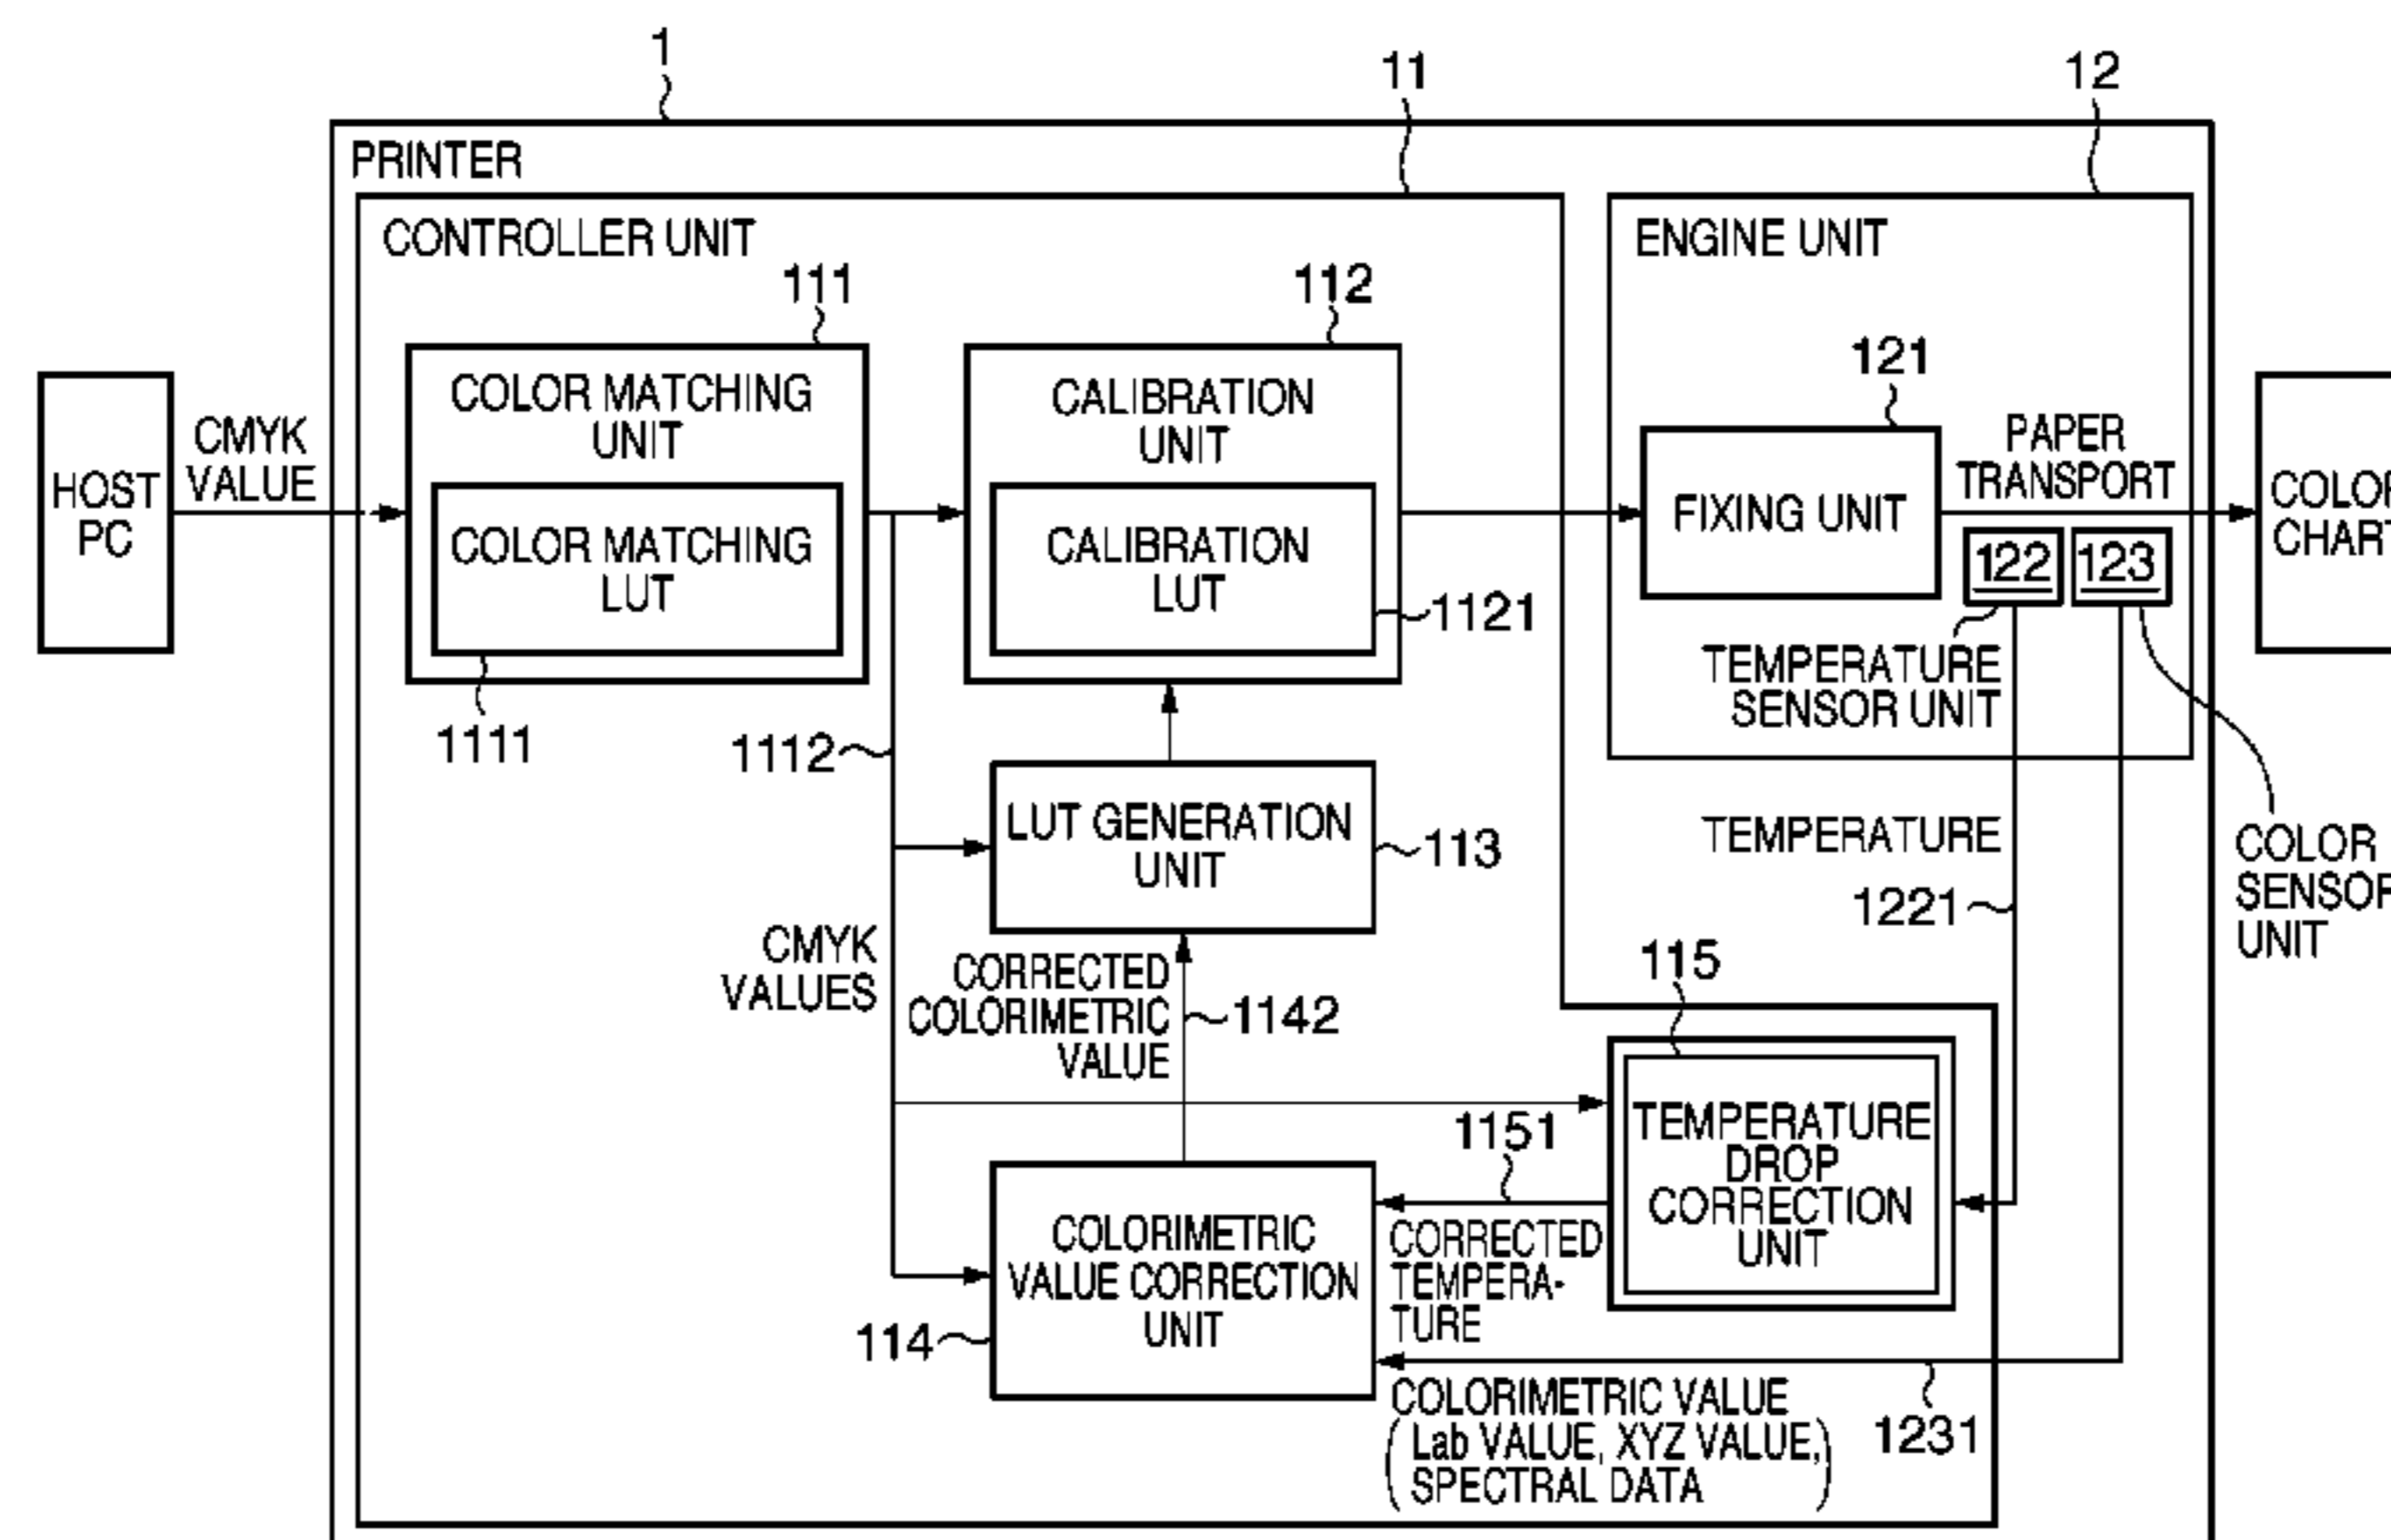 1
11
12
PRINTER
CONTROLLER UNIT
ENGINE UNIT
111
112
121
COLOR MATCHING
UNIT
COLOR MATCHING
LUT
1111
CALIBRATION
UNIT
CALIBRATION
LUT
1121
HOST
PC
CMYK
VALUE
FIXING UNIT
PAPER
TRANSPORT
122
123
TEMPERATURE
SENSOR UNIT
COLOR
CHART
1112
LUT GENERATION
UNIT
113
TEMPERATURE
1221
COLOR
SENSOR
UNIT
CMYK
VALUES
CORRECTED
COLORIMETRIC
VALUE
1142
115
TEMPERATURE
DROP
CORRECTION
UNIT
1151
CORRECTED
TEMPERA-
TURE
COLORIMETRIC
VALUE CORRECTION
UNIT
114
COLORIMETRIC VALUE
(Lab VALUE, XYZ VALUE,
SPECTRAL DATA)
1231